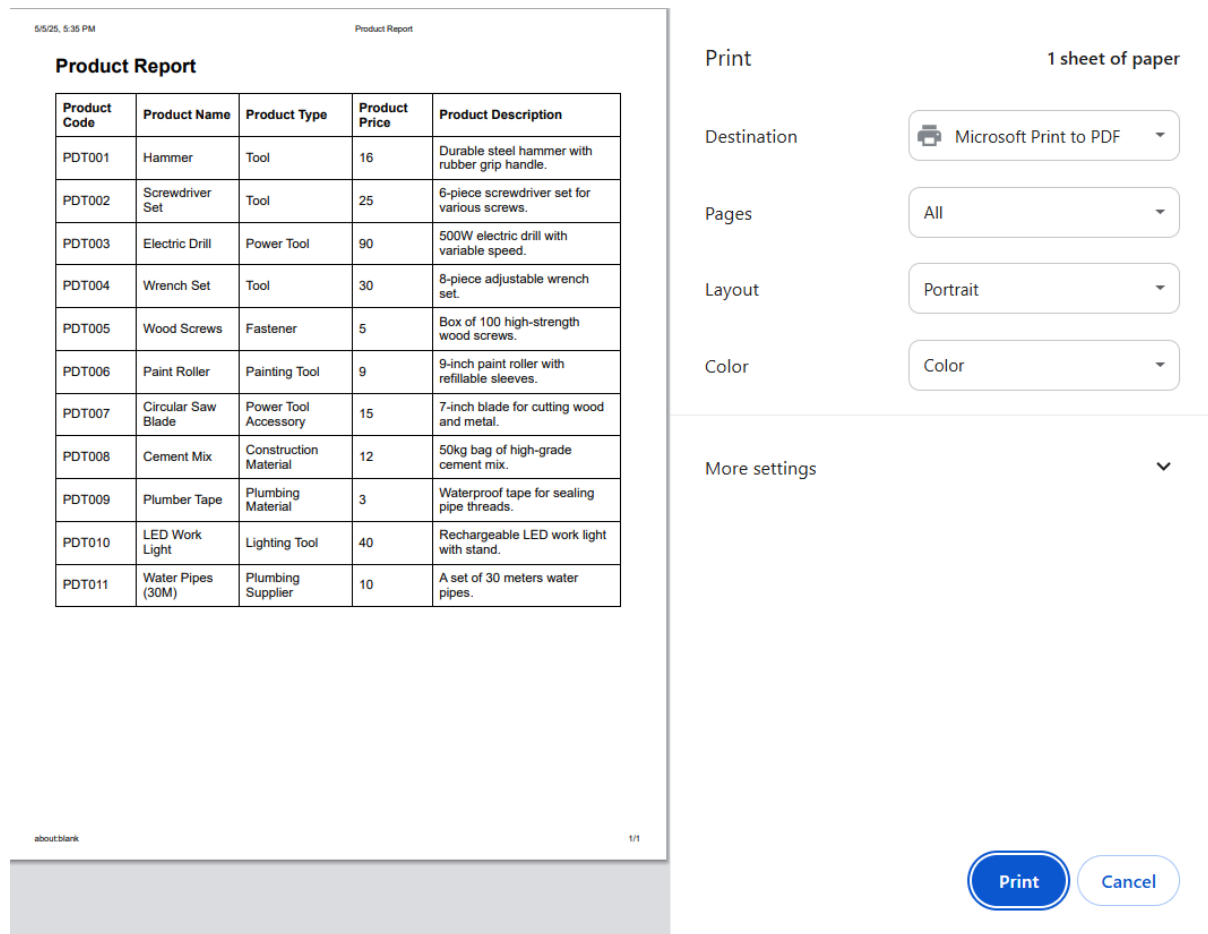 5/5/25, 5:35 PM
Product Report
Product Report
Product Code
Product Name
Product Type
Product Price
Product Description
PDT001
Hammer
Tool
16
Durable steel hammer with
rubber grip handle.
PDT002
Screwdriver
Set
Tool
25
6-piece screwdriver set for
various screws.
PDT003
Electric Drill
Power Tool
90
500W electric drill with
variable speed.
PDT004
Wrench Set
Tool
30
8-piece adjustable wrench
set.
PDT005
Wood Screws
Fastener
5
Box of 100 high-strength
wood screws.
PDT006
Paint Roller
Painting Tool
9
9-inch paint roller with
refillable sleeves.
PDT007
Circular Saw
Blade
Power Tool
Accessory
15
7-inch blade for cutting wood
and metal.
PDT008
Cement Mix
Construction
Material
12
50kg bag of high-grade
cement mix.
PDT009
Plumber Tape
Plumbing
Material
3
Waterproof tape for sealing
pipe threads.
PDT010
LED Work
Light
Lighting Tool
40
Rechargeable LED work light
with stand.
PDT011
Water Pipes
(30M)
Plumbing
Supplier
10
A set of 30 meters water
pipes.
about:blank
1/1
Print
1 sheet of paper
Destination
Microsoft Print to PDF
Pages
All
Layout
Portrait
Color
Color
More settings
Print
Cancel